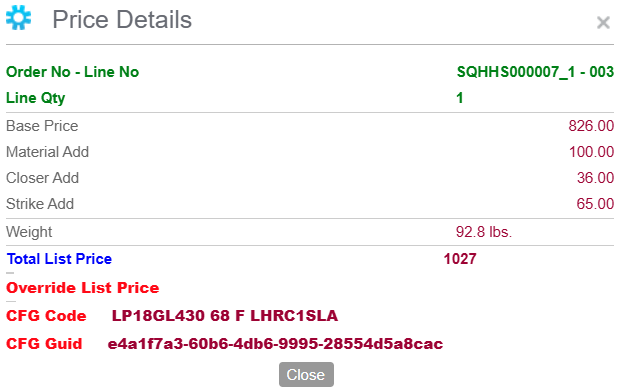 Price Details ×
Order No - Line No SQHHS000007_1 - 003
Line Qty 1
Base Price 826.00
Material Add 100.00
Closer Add 36.00
Strike Add 65.00
Weight 92.8 lbs.
Total List Price 1027
Override List Price
CFG Code LP18GL430 68 F LHRC1SLA
CFG Guid e4a1f7a3-60b6-4db6-9995-28554d5a8cac
Close